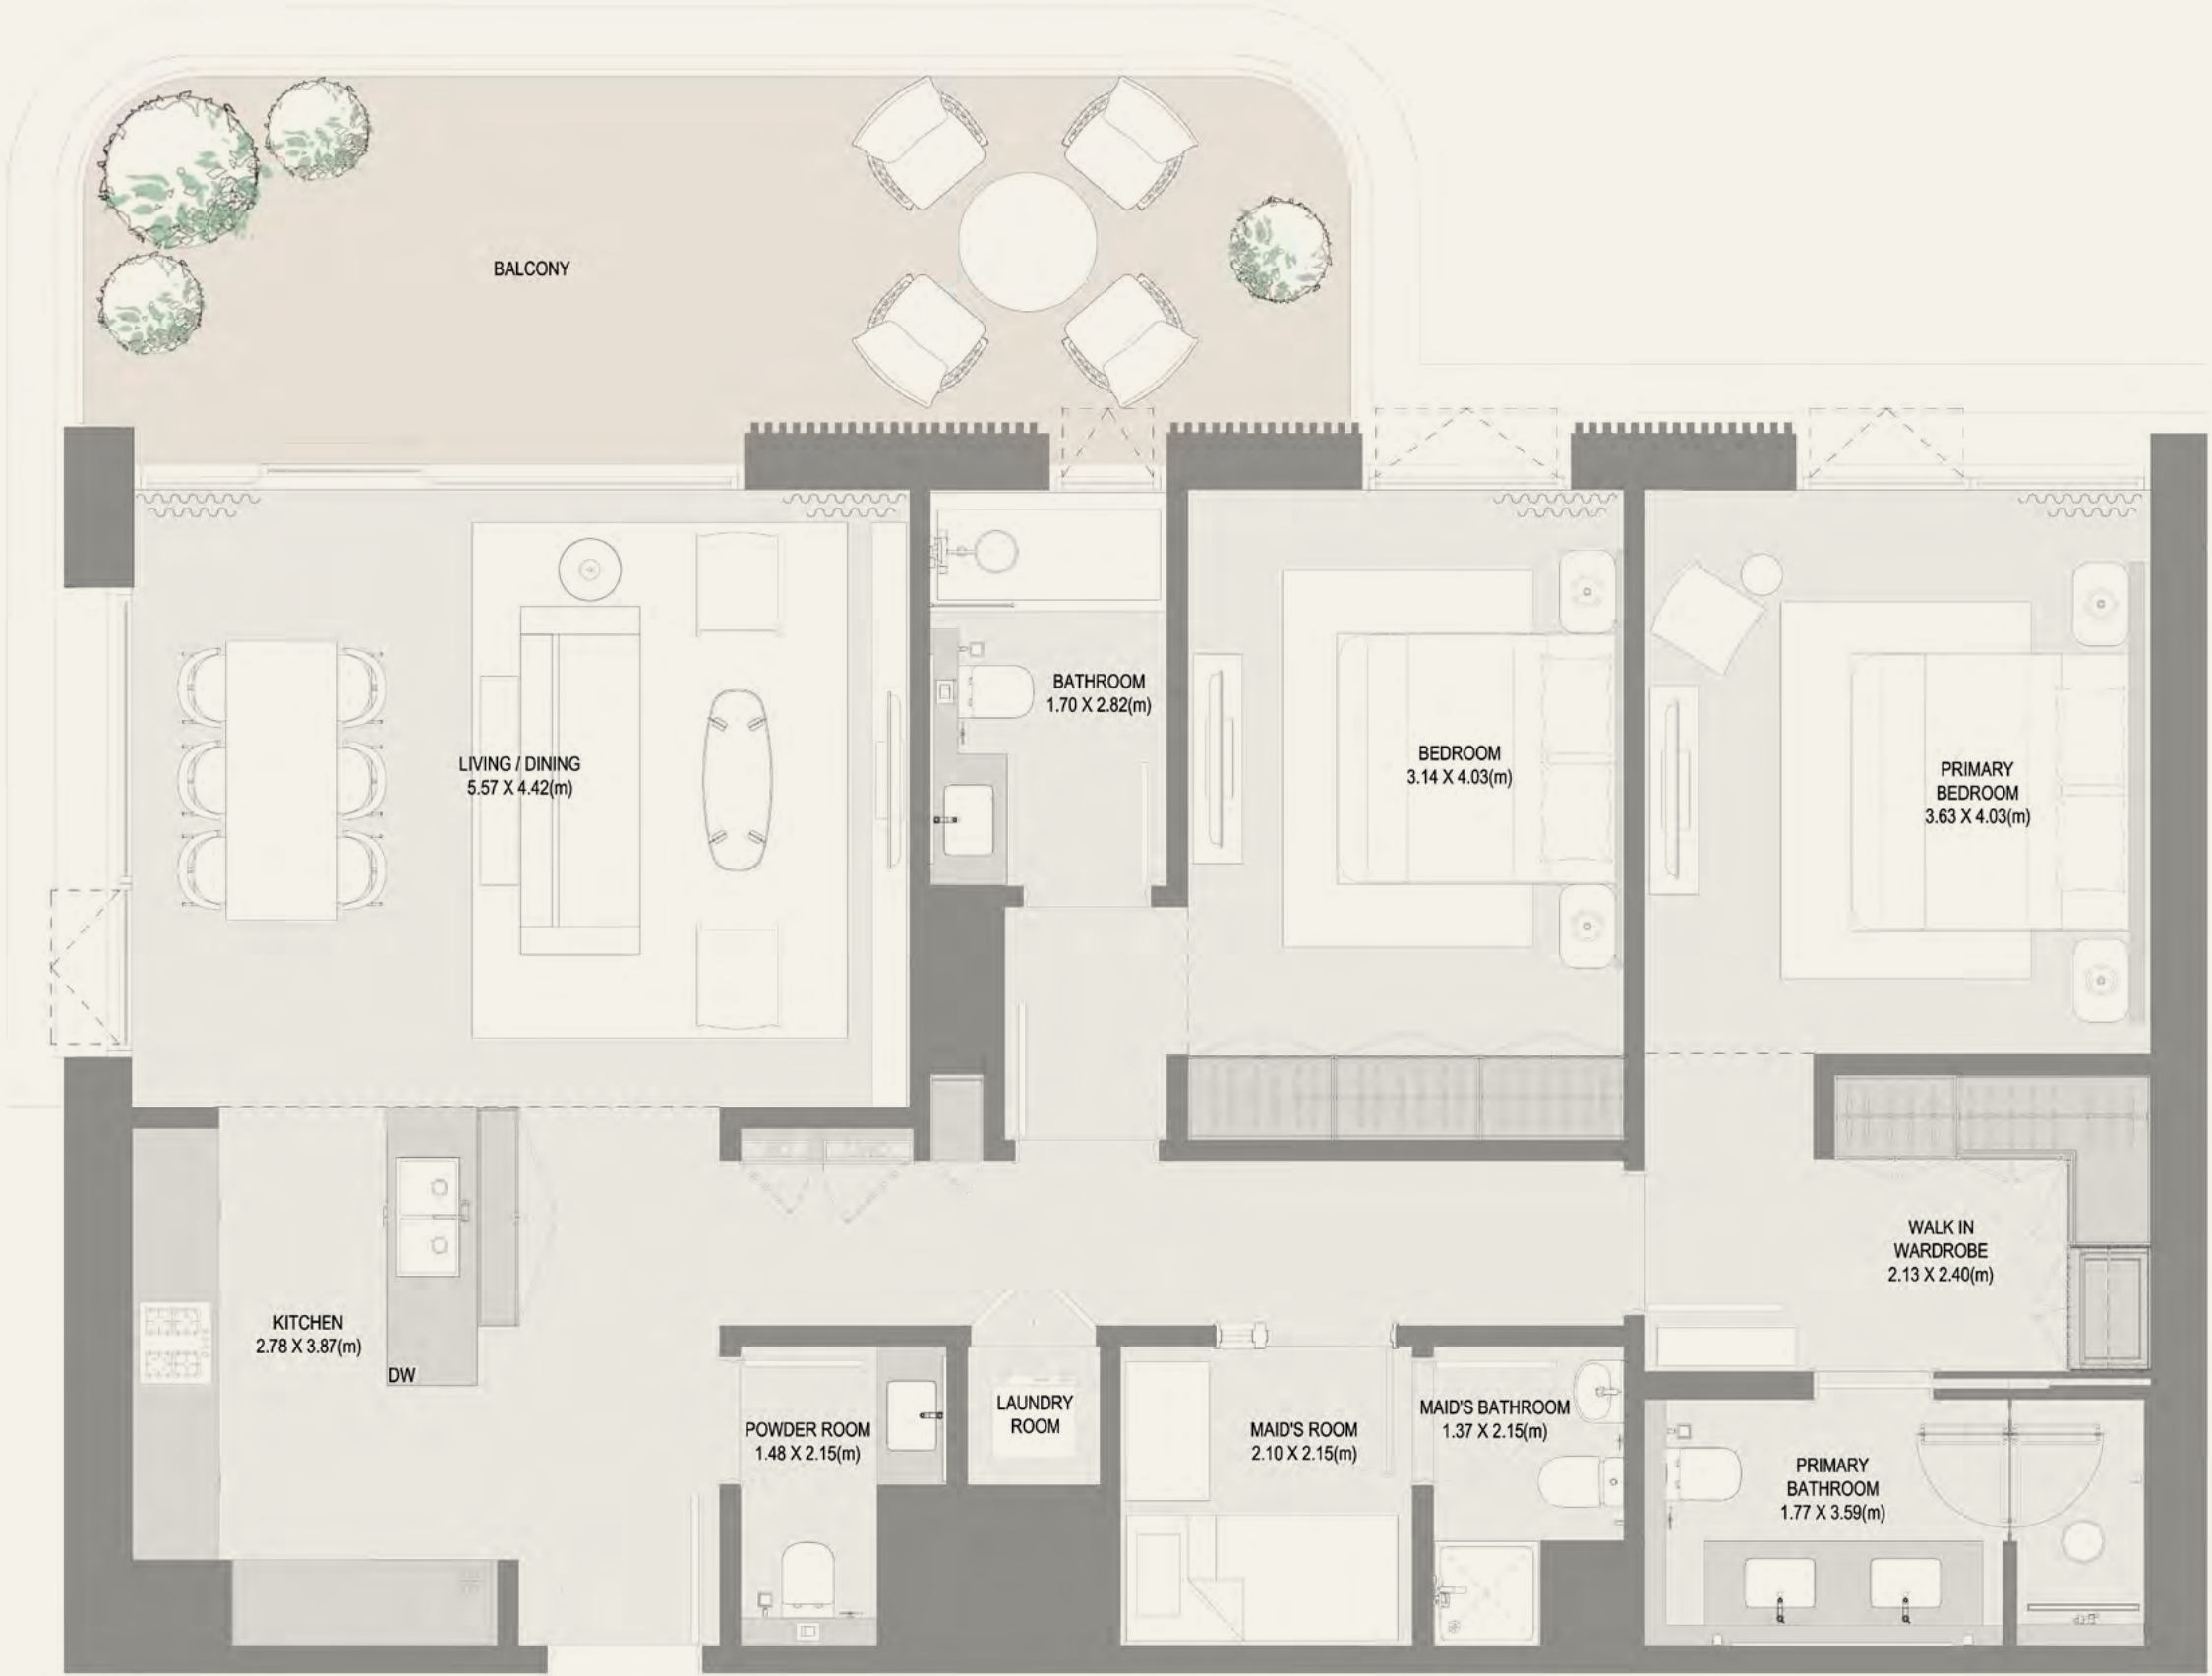 BALCONY
BATHROOM
1.70 X 2.82(m)
LIVING / DINING
5.57 X 4.42(m)
BEDROOM
3.14 X 4.03(m)
PRIMARY
BEDROOM
3.63 X 4.03(m)
WALK IN
WARDROBE
2.13 X 2.40(m)
KITCHEN
2.78 X 3.87(m)
DW
POWDER ROOM
1.48 X 2.15(m)
LAUNDRY
ROOM
MAID'S ROOM
2.10 X 2.15(m)
MAID'S BATHROOM
1.37 X 2.15(m)
PRIMARY
BATHROOM
1.77 X 3.59(m)